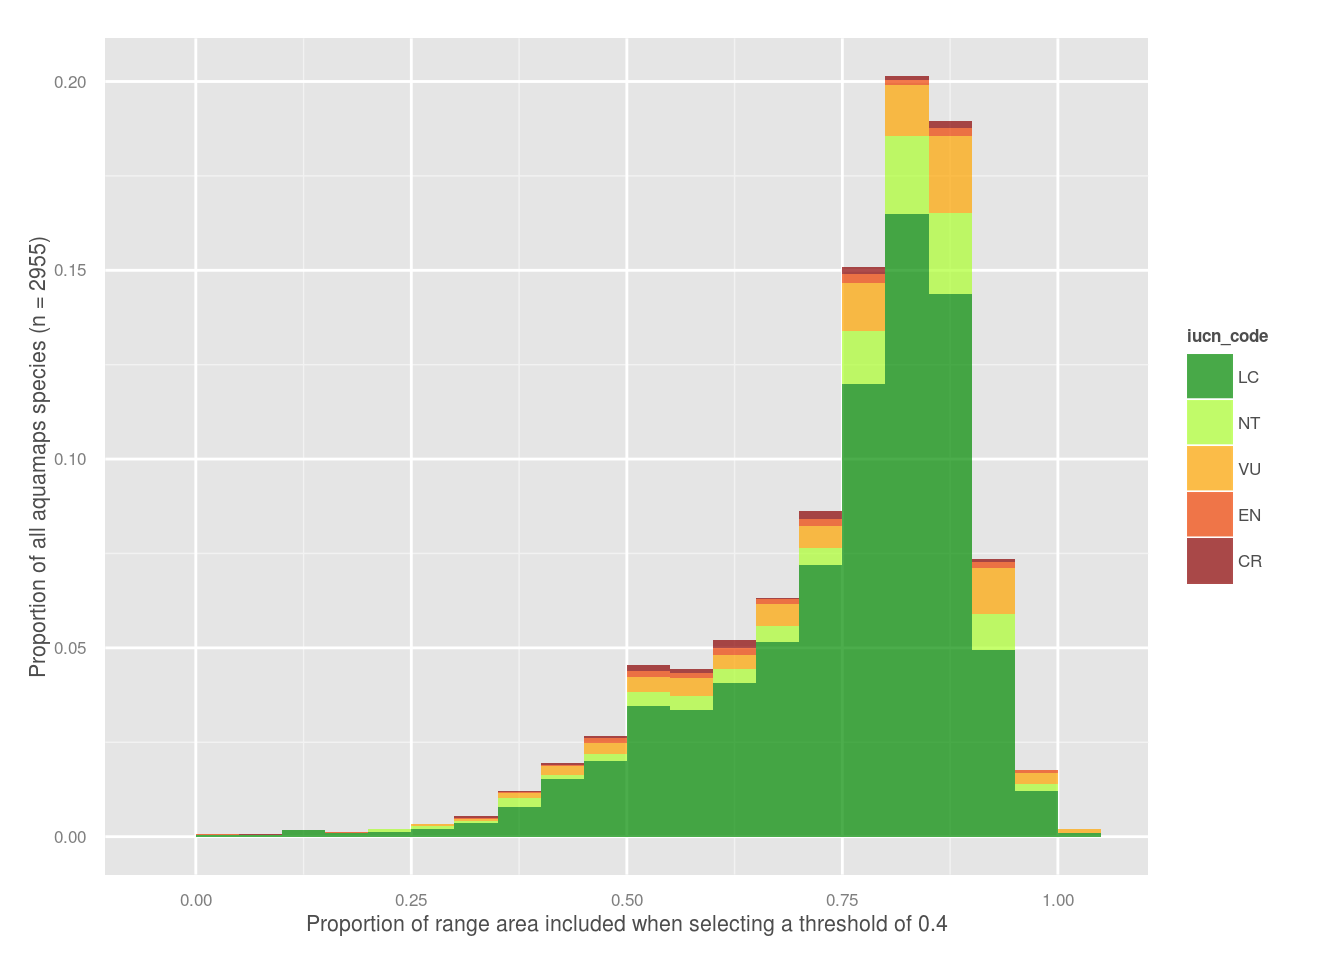 0.20
0.15
0.10
0.05
0.00
Proportion of all aquamaps species (n = 2955)
0.00 0.25 0.50 0.75 1.00
Proportion of range area included when selecting a threshold of 0.4
iucn_code
LC
NT
VU
EN
CR